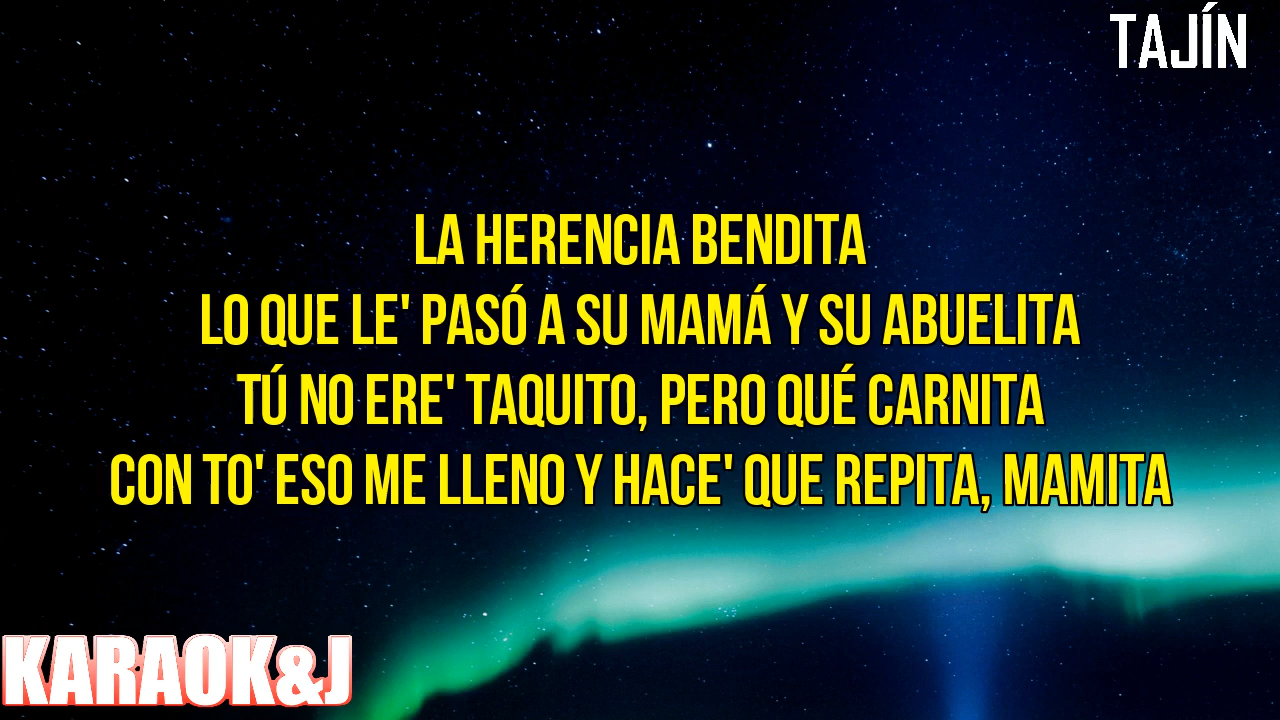 TAJÍN
LA HERENCIA BENDITA
LO QUE LE' PASÓ A SU MAMÁ Y SU ABUELITA
TÚ NO ERE' TAQUITO, PERO QUÉ CARNITA
CON TO' ESO ME LLENO Y HACE' QUE REPITA, MAMITA
KARAOK&J